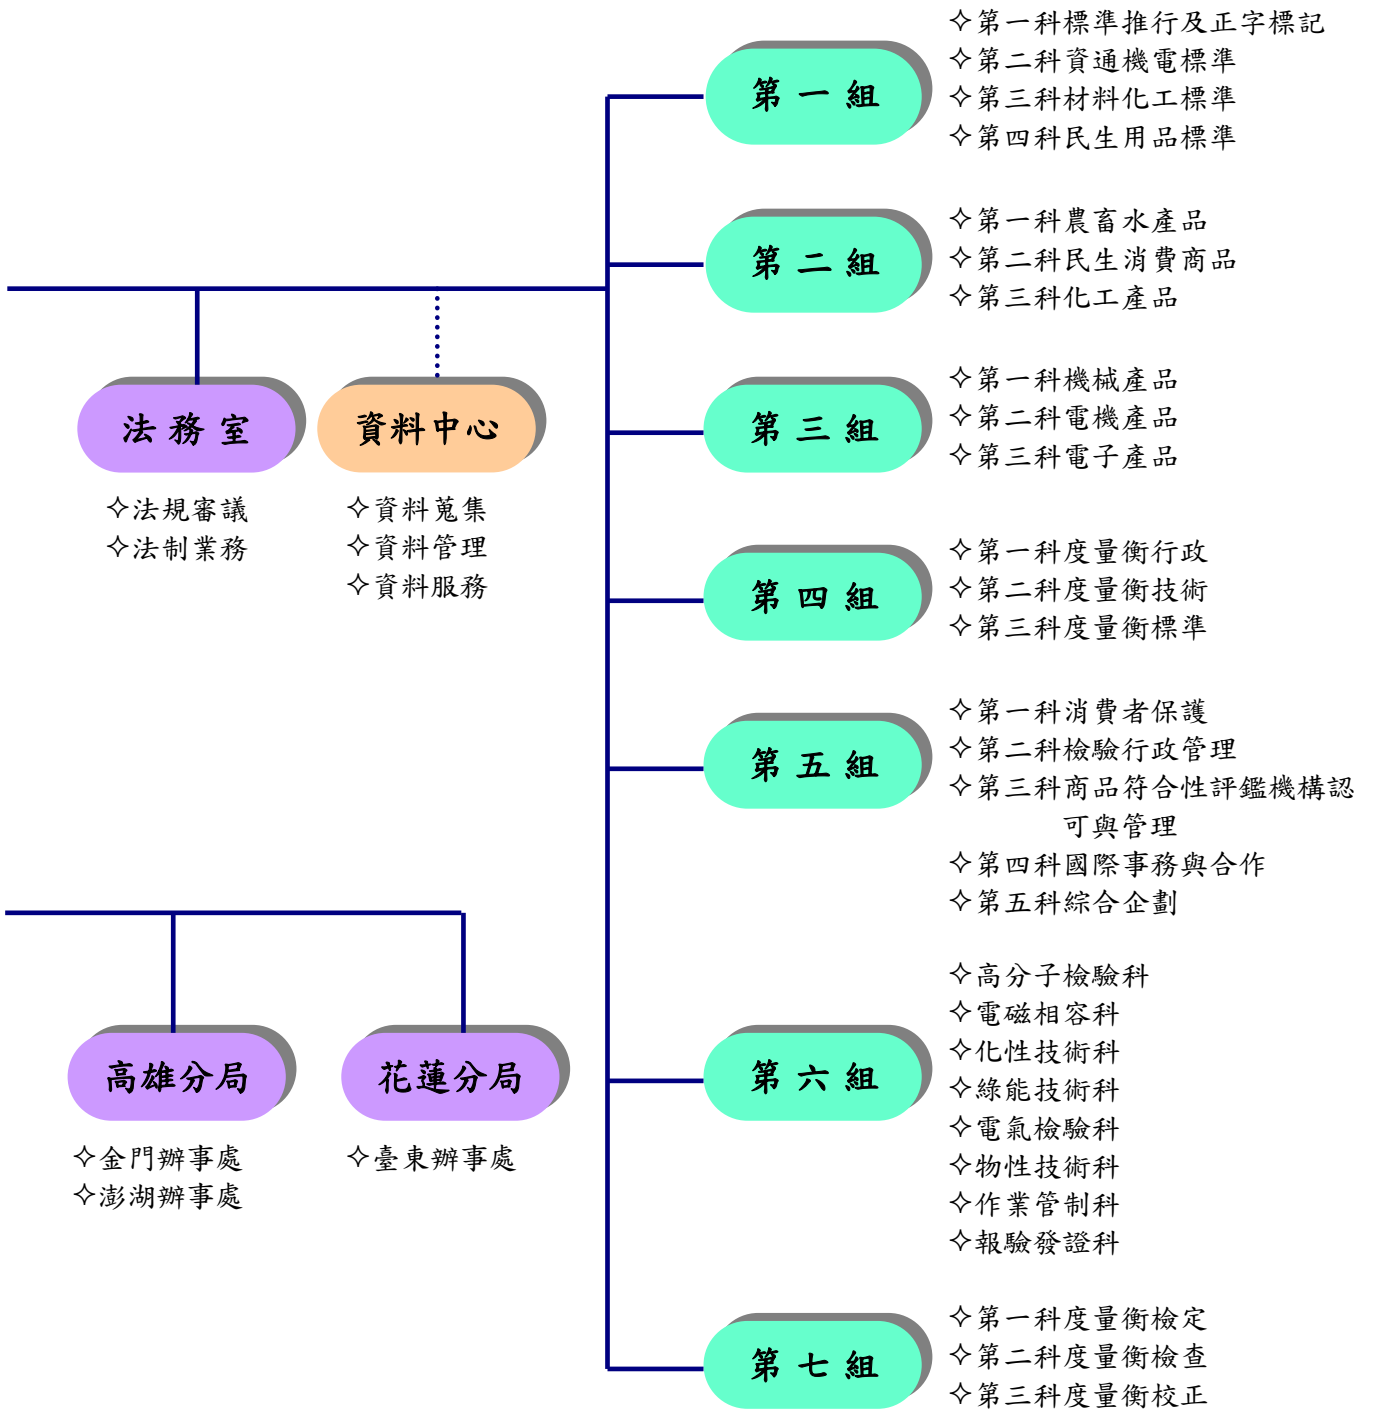 第一組
✧第一科標準推行及正字標記
✧第二科資通機電標準
✧第三科材料化工標準
✧第四科民生用品標準
第二組
✧第一科農畜水產品
✧第二科民生消費商品
✧第三科化工產品
法務室
✧法規審議
✧法制業務
資料中心
✧資料蒐集
✧資料管理
✧資料服務
第三組
✧第一科機械產品
✧第二科電機產品
✧第三科電子產品
第四組
✧第一科度量衡行政
✧第二科度量衡技術
✧第三科度量衡標準
第五組
✧第一科消費者保護
✧第二科檢驗行政管理
✧第三科商品符合性評鑑機構認
可與管理
✧第四科國際事務與合作
✧第五科綜合企劃
高雄分局
✧金門辦事處
✧澎湖辦事處
花蓮分局
✧臺東辦事處
第六組
✧高分子檢驗科
✧電磁相容科
✧化性技術科
✧綠能技術科
✧電氣檢驗科
✧物性技術科
✧作業管制科
✧報驗發證科
第七組
✧第一科度量衡檢定
✧第二科度量衡檢查
✧第三科度量衡校正